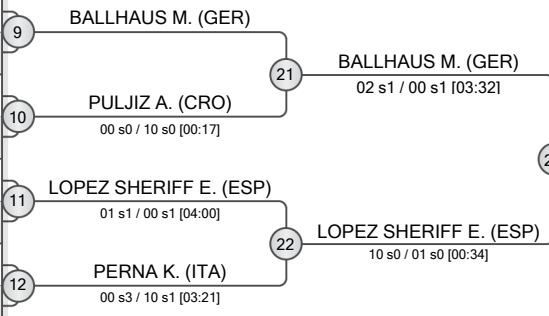 BALLHAUS M. (GER)
9
21
BALLHAUS M. (GER)
02 s1 / 00 s1 [03:32]
PULJIZ A. (CRO)
10
00 s0 / 10 s0 [00:17]
11
LOPEZ SHERIFF E. (ESP)
01 s1 / 00 s1 [04:00]
22
LOPEZ SHERIFF E. (ESP)
10 s0 / 01 s0 [00:34]
PERNA K. (ITA)
12
00 s3 / 10 s1 [03:21]